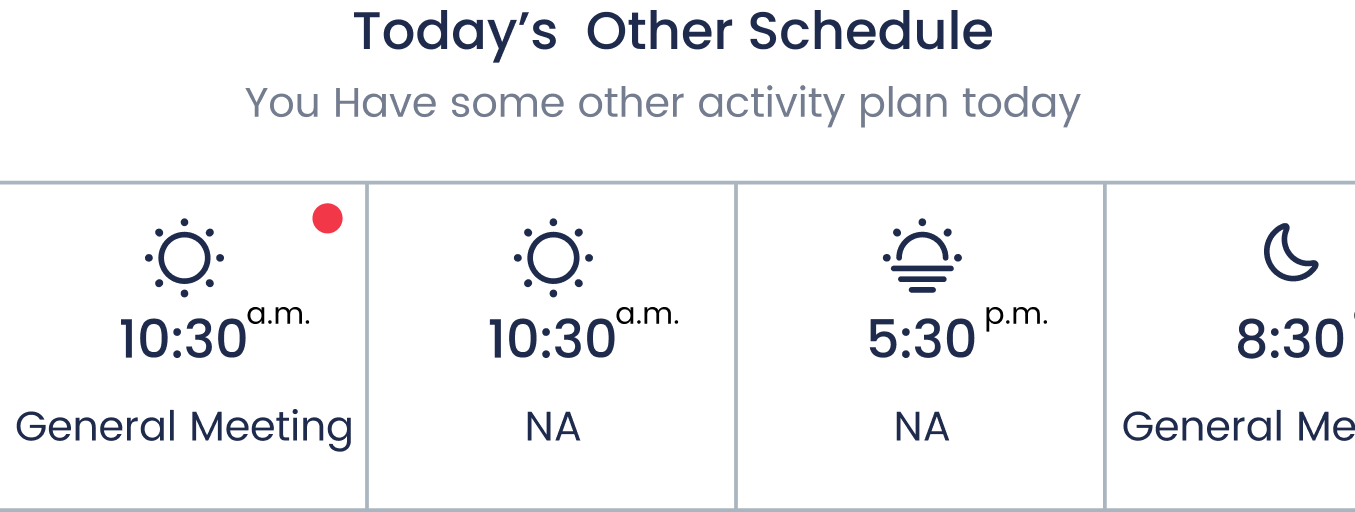 Today’s Other Schedule
You Have some other activity plan today
10:30 a.m.
General Meeting
10:30 a.m.
NA
5:30 p.m.
NA
8:30
General